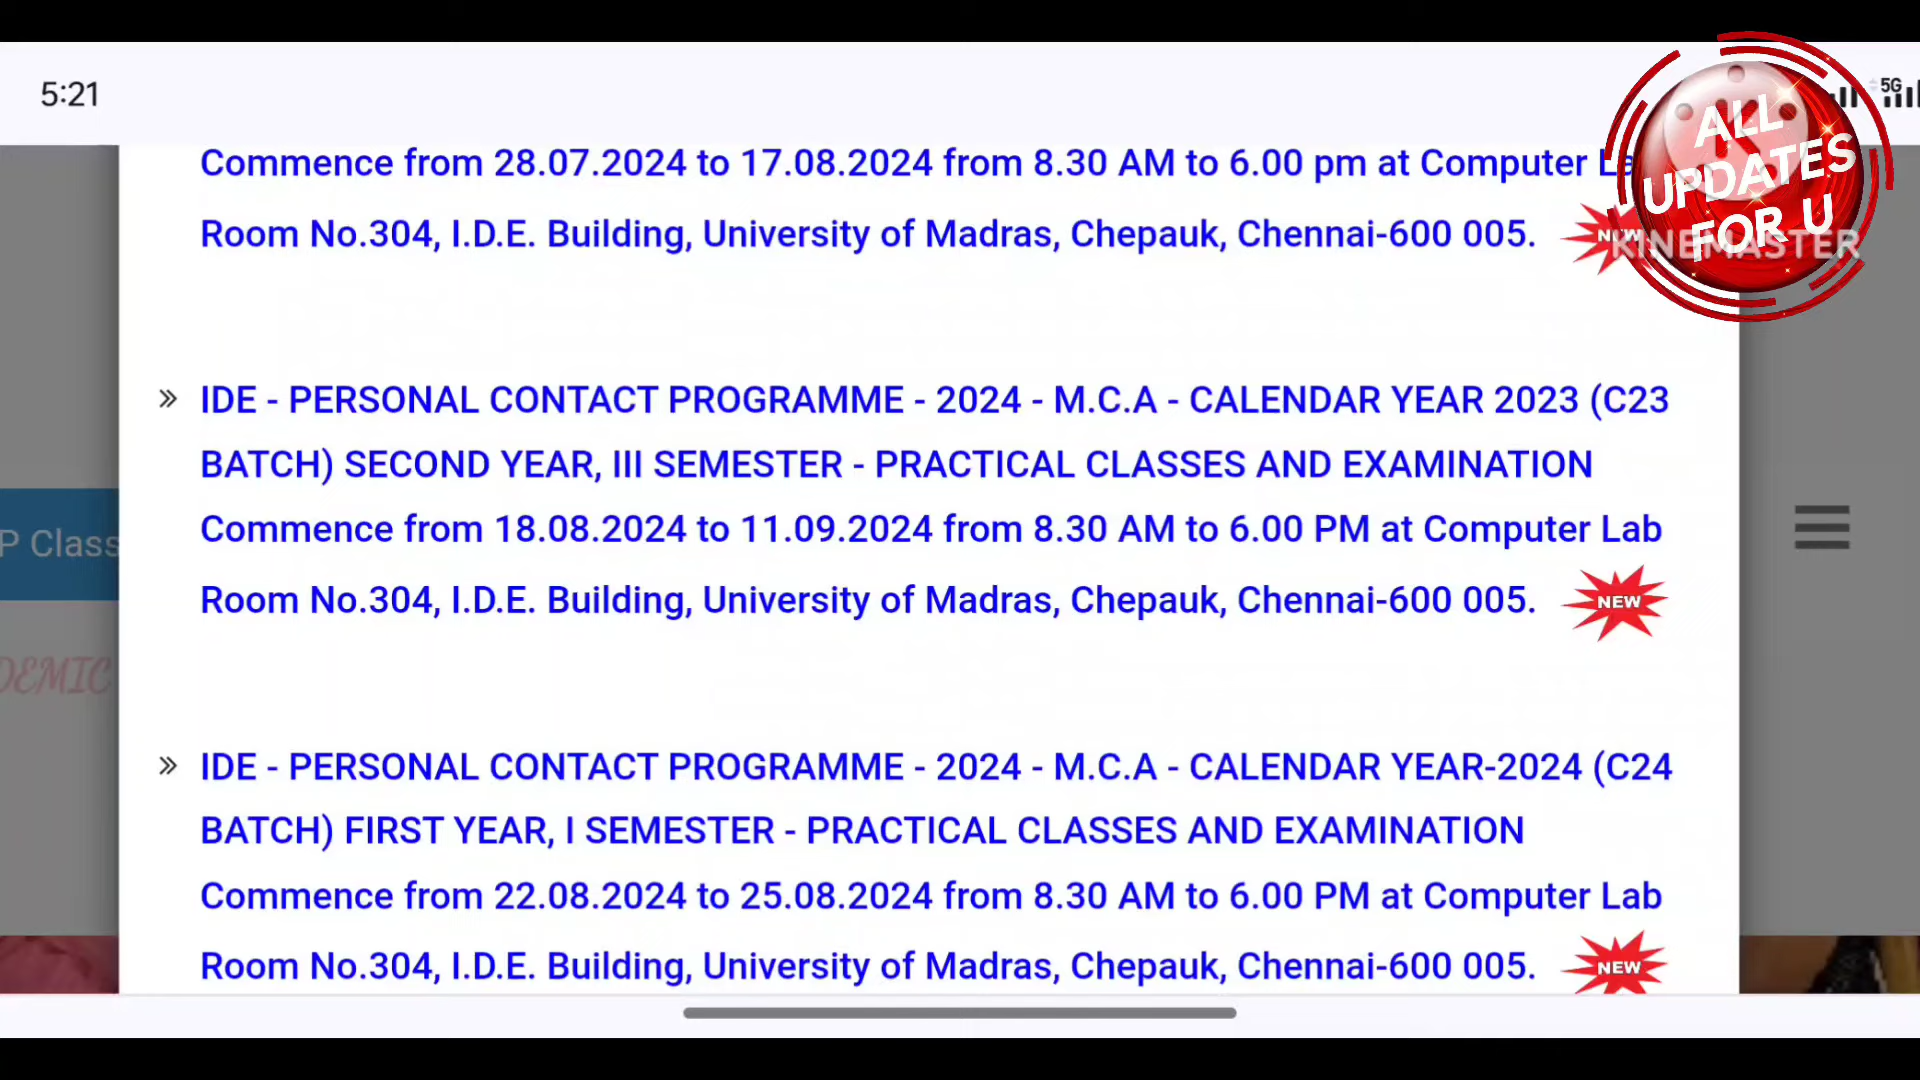 5:21
5G
ALL
UPDATES
FOR U
KINEMASTER
Commence from 28.07.2024 to 17.08.2024 from 8.30 AM to 6.00 pm at Computer
Room No.304, I.D.E. Building, University of Madras, Chepauk, Chennai-600 005.
» IDE - PERSONAL CONTACT PROGRAMME - 2024 - M.C.A - CALENDAR YEAR 2023 (C23
BATCH) SECOND YEAR, III SEMESTER - PRACTICAL CLASSES AND EXAMINATION
Commence from 18.08.2024 to 11.09.2024 from 8.30 AM to 6.00 PM at Computer Lab
Room No.304, I.D.E. Building, University of Madras, Chepauk, Chennai-600 005. NEW
P Class
DEMIC
» IDE - PERSONAL CONTACT PROGRAMME - 2024 - M.C.A - CALENDAR YEAR-2024 (C24
BATCH) FIRST YEAR, I SEMESTER - PRACTICAL CLASSES AND EXAMINATION
Commence from 22.08.2024 to 25.08.2024 from 8.30 AM to 6.00 PM at Computer Lab
Room No.304, I.D.E. Building, University of Madras, Chepauk, Chennai-600 005. NEW